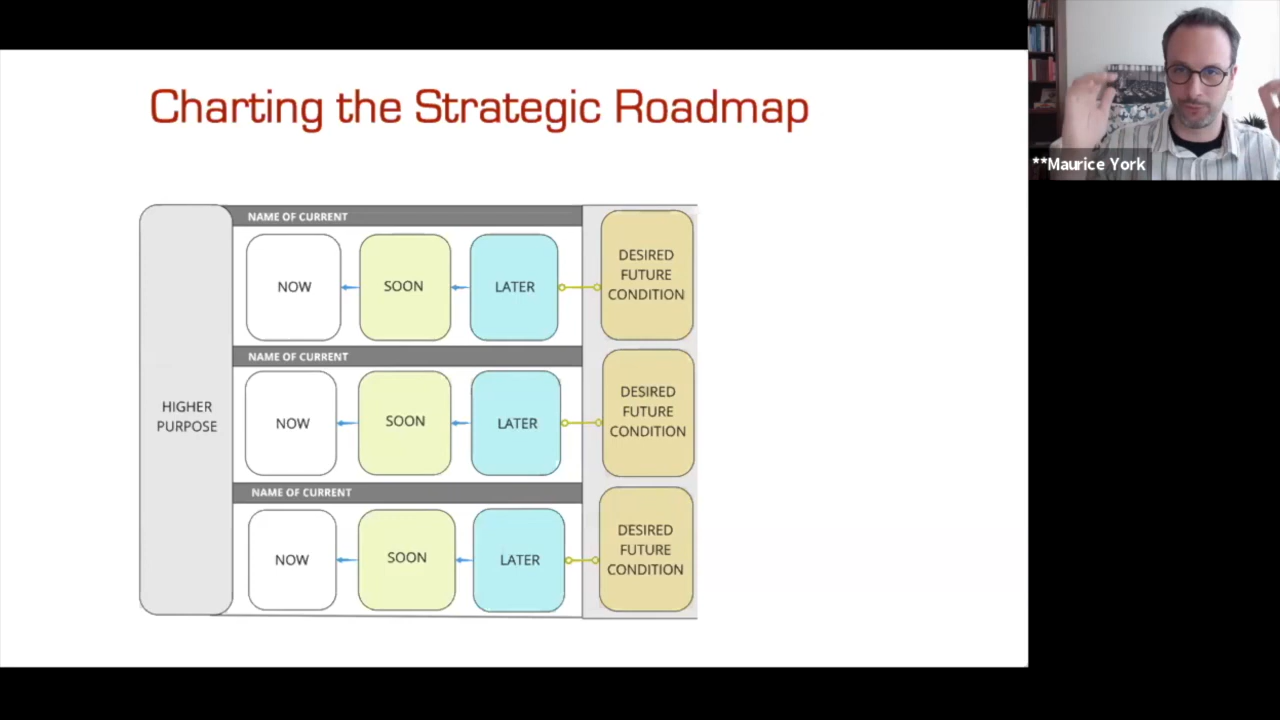 Charting the Strategic Roadmap
**Maurice York
HIGHER
PURPOSE
NAME OF CURRENT
NOW
SOON
LATER
DESIRED
FUTURE
CONDITION
NAME OF CURRENT
NOW
SOON
LATER
DESIRED
FUTURE
CONDITION
NAME OF CURRENT
NOW
SOON
LATER
DESIRED
FUTURE
CONDITION